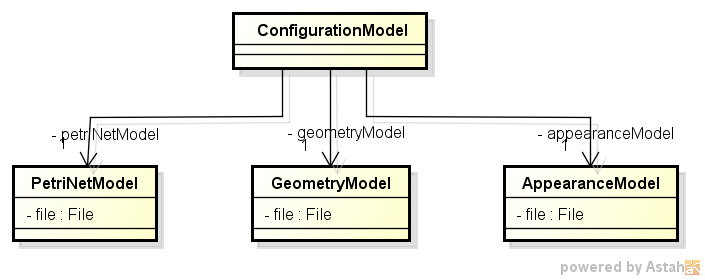 ConfigurationModel
- petriNetModel
1
- geometryModel
1
- appearanceModel
1
PetriNetModel
- file : File
GeometryModel
- file : File
AppearanceModel
- file : File
powered by Astah